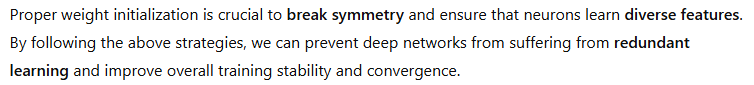 Proper weight initialization is crucial to break symmetry and ensure that neurons learn diverse features.
By following the above strategies, we can prevent deep networks from suffering from redundant
learning and improve overall training stability and convergence.